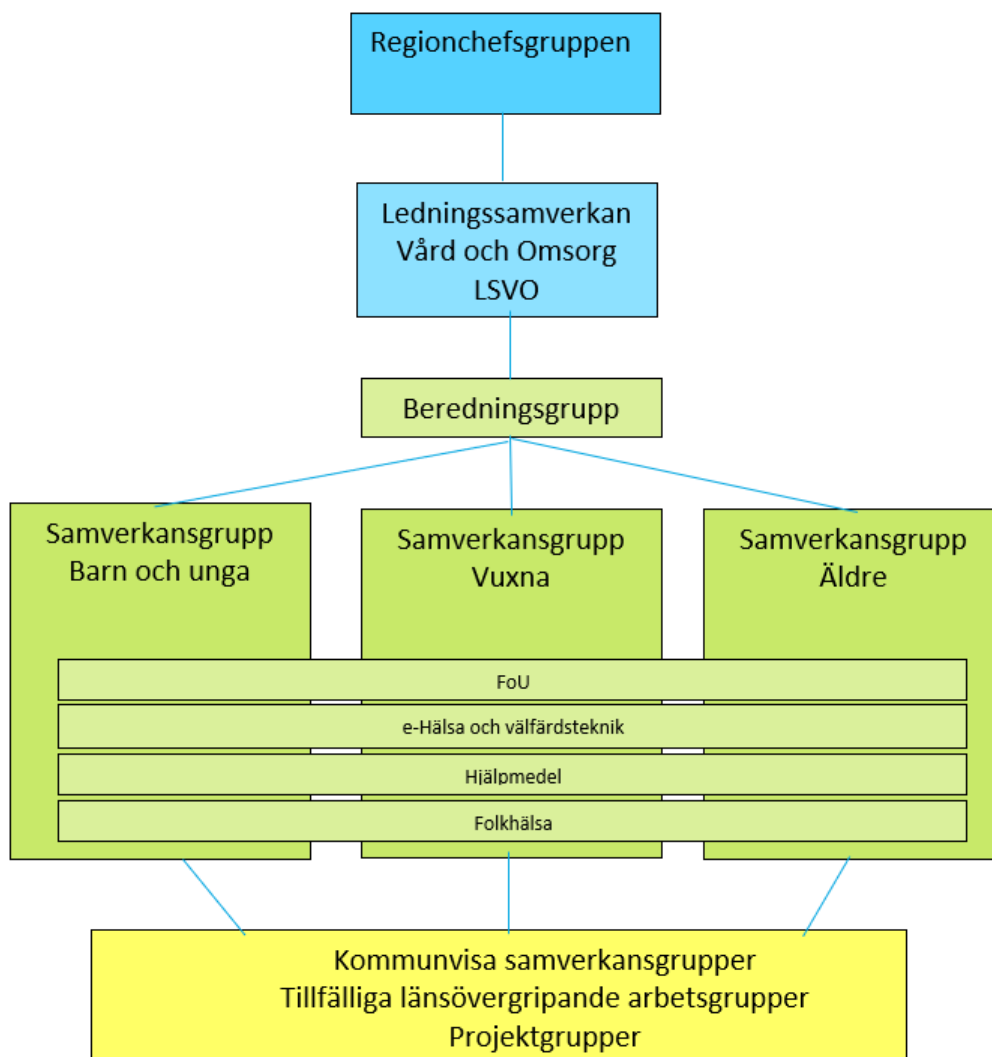 Regionchefsgruppen
Ledningssamverkan
Vård och Omsorg
LSVO
Beredningsgrupp
Samverkansgrupp
Barn och unga
Samverkansgrupp
Vuxna
Samverkansgrupp
Äldre
FoU
e-Hälsa och välfärdsteknik
Hjälpmedel
Folkhälsa
Kommunvisa samverkansgrupper
Tillfälliga länsövergripande arbetsgrupper
Projektgrupper